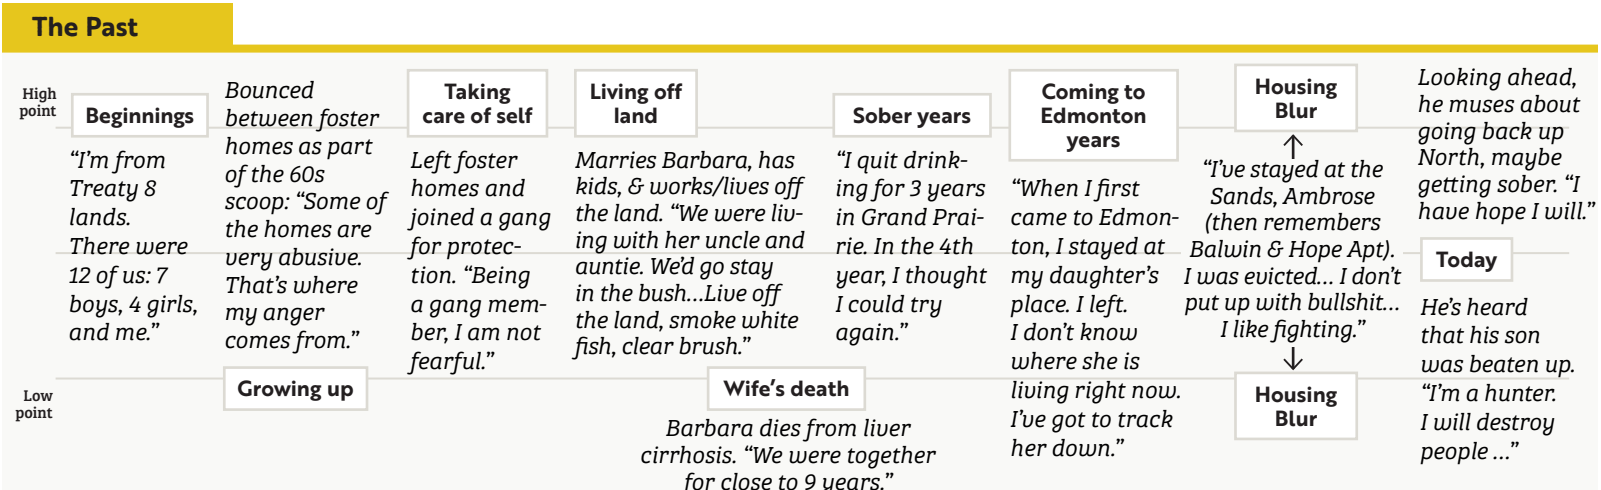 The Past
High
point
Low
point
Beginnings
“I’m from
Treaty 8
lands.
There were
12 of us: 7
boys, 4 girls,
and me.”
Bounced
between foster
homes as part
of the 60s
scoop: “Some of
the homes are
very abusive.
That’s where
my anger
comes from.”
Growing up
Taking
care of self
Left foster
homes and
joined a gang
for protec-
tion. “Being
a gang mem-
ber, I am not
fearful.”
Living off
land
Marries Barbara, has
kids, & works/lives off
the land. “We were liv-
ing with her uncle and
auntie. We’d go stay
in the bush...Live off
the land, smoke white
fish, clear brush.”
Wife’s death
Barbara dies from liver
cirrhosis. “We were together
for close to 9 years.”
Sober years
“I quit drink-
ing for 3 years
in Grand Prai-
rie. In the 4th
year, I thought
I could try
again.”
Coming to
Edmonton
years
“When I first
came to Edmon-
ton, I stayed at
my daughter’s
place. I left.
I don’t know
where she is
living right now.
I’ve got to track
her down.”
Housing
Blur
↑
“I’ve stayed at the
Sands, Ambrose
(then remembers
Balwin & Hope Apt).
I was evicted... I don’t
put up with bullshit...
I like fighting.”
↓
Housing
Blur
Looking ahead,
he muses about
going back up
North, maybe
getting sober. “I
have hope I will.”
Today
He’s heard
that his son
was beaten up.
“I’m a hunter.
I will destroy
people ...”